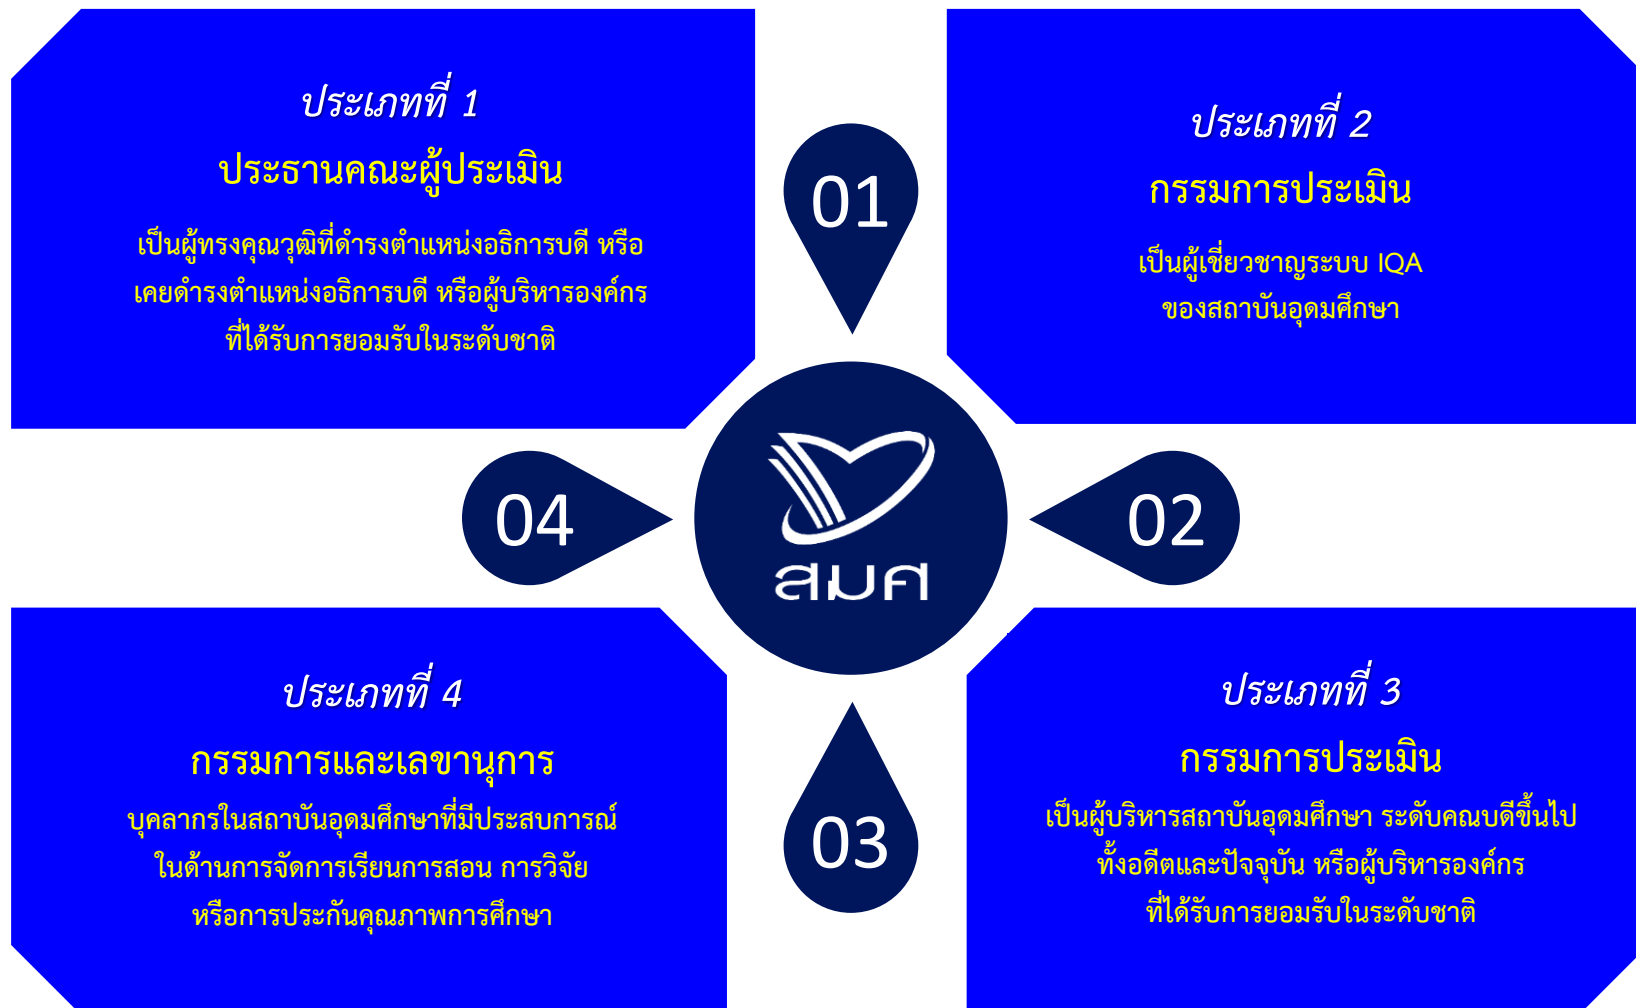 ประเภทที่ 1
ประธานคณะผู้ประเมิน
เป็นผู้ทรงคุณวุฒิที่ดำรงตำแหน่งอธิการบดี หรือ
เคยดำรงตำแหน่งอธิการบดี หรือผู้บริหารองค์กร
ที่ได้รับการยอมรับในระดับชาติ
01
ประเภทที่ 2
กรรมการประเมิน
เป็นผู้เชี่ยวชาญระบบ IQA
ของสถาบันอุดมศึกษา
04
สมศ
02
ประเภทที่ 4
กรรมการและเลขานุการ
บุคลากรในสถาบันอุดมศึกษาที่มีประสบการณ์
ในด้านการจัดการเรียนการสอน การวิจัย
หรือการประกันคุณภาพการศึกษา
03
ประเภทที่ 3
กรรมการประเมิน
เป็นผู้บริหารสถาบันอุดมศึกษา ระดับคณบดีขึ้นไป
ทั้งอดีตและปัจจุบัน หรือผู้บริหารองค์กร
ที่ได้รับการยอมรับในระดับชาติ